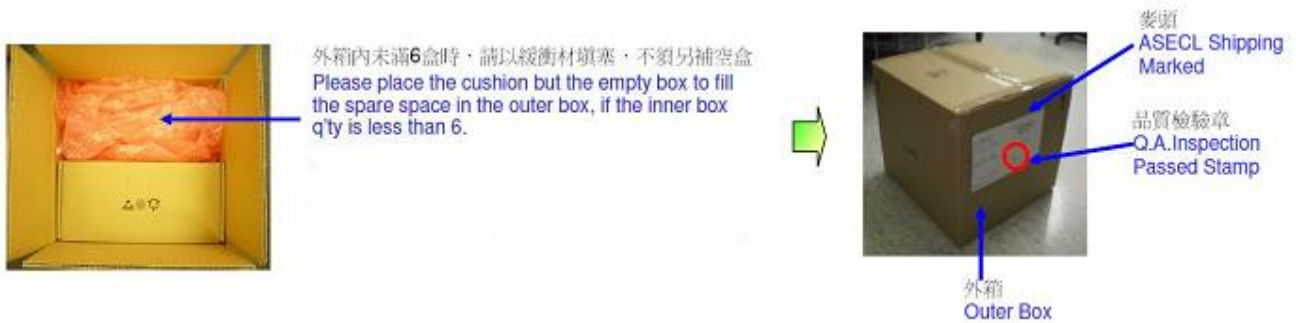 外箱內未滿6盒時，請以緩衝材填塞，不須另補空盒
Please place the cushion but the empty box to fill
the spare space in the outer box, if the inner box
q'ty is less than 6.
麥頭
ASECL Shipping
Marked
品質檢驗章
Q.A.Inspection
Passed Stamp
外箱
Outer Box